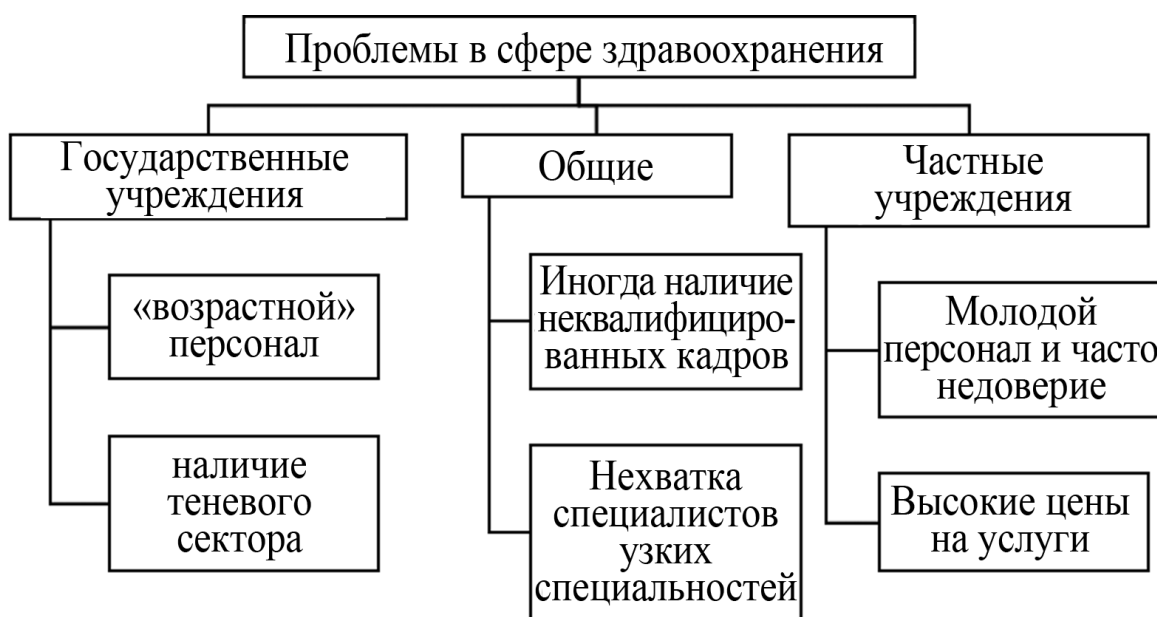 Проблемы в сфере здравоохранения
Государственные
учреждения
Общие
Частные
учреждения
«возрастной»
персонал
наличие
теневого
сектора
Иногда наличие
неквалифициро-
ванных кадров
Нехватка
специалистов
узких
специальностей
Молодой
персонал и часто
недоверие
Высокие цены
на услуги